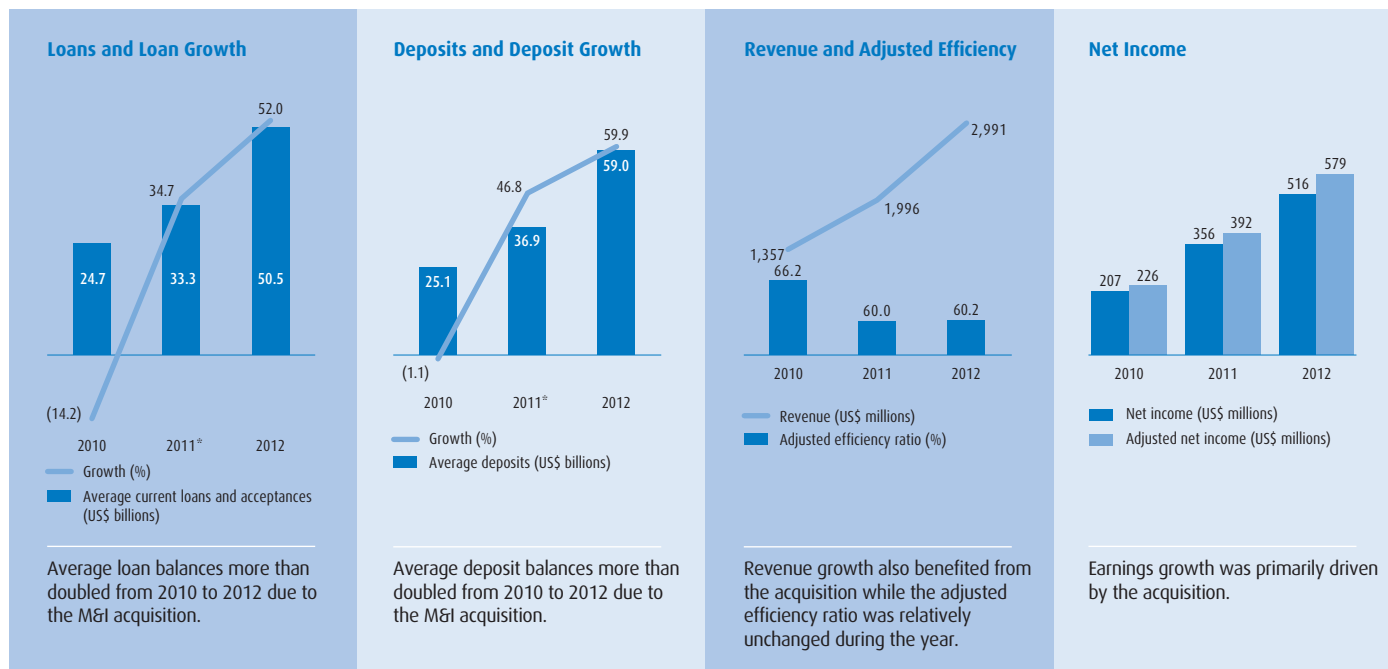 Loans and Loan Growth
52.0
34.7
24.7
33.3
50.5
(14.2)
2010
2011*
2012
Growth (%)
Average current loans and acceptances
(US$ billions)
Average loan balances more than
doubled from 2010 to 2012 due to
the M&I acquisition.
Deposits and Deposit Growth
59.9
59.0
46.8
36.9
25.1
(1.1)
2010
2011*
2012
Growth (%)
Average deposits (US$ billions)
Average deposit balances more than
doubled from 2010 to 2012 due to
the M&I acquisition.
Revenue and Adjusted Efficiency
2,991
1,996
1,357
66.2
60.0
60.2
2010
2011
2012
Revenue (US$ millions)
Adjusted efficiency ratio (%)
Revenue growth also benefited from
the acquisition while the adjusted
efficiency ratio was relatively
unchanged during the year.
Net Income
579
516
392
356
226
207
2010
2011
2012
Net income (US$ millions)
Adjusted net income (US$ millions)
Earnings growth was primarily driven
by the acquisition.